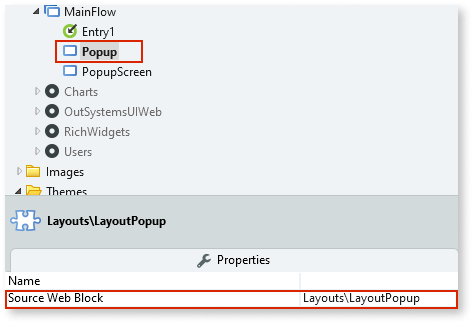 MainFlow
Entry1
Popup
PopupScreen
Charts
OutSystemsUIWeb
RichWidgets
Users
Images
Themes
Layouts\LayoutPopup
Properties
Name
Source Web Block Layouts\LayoutPopup